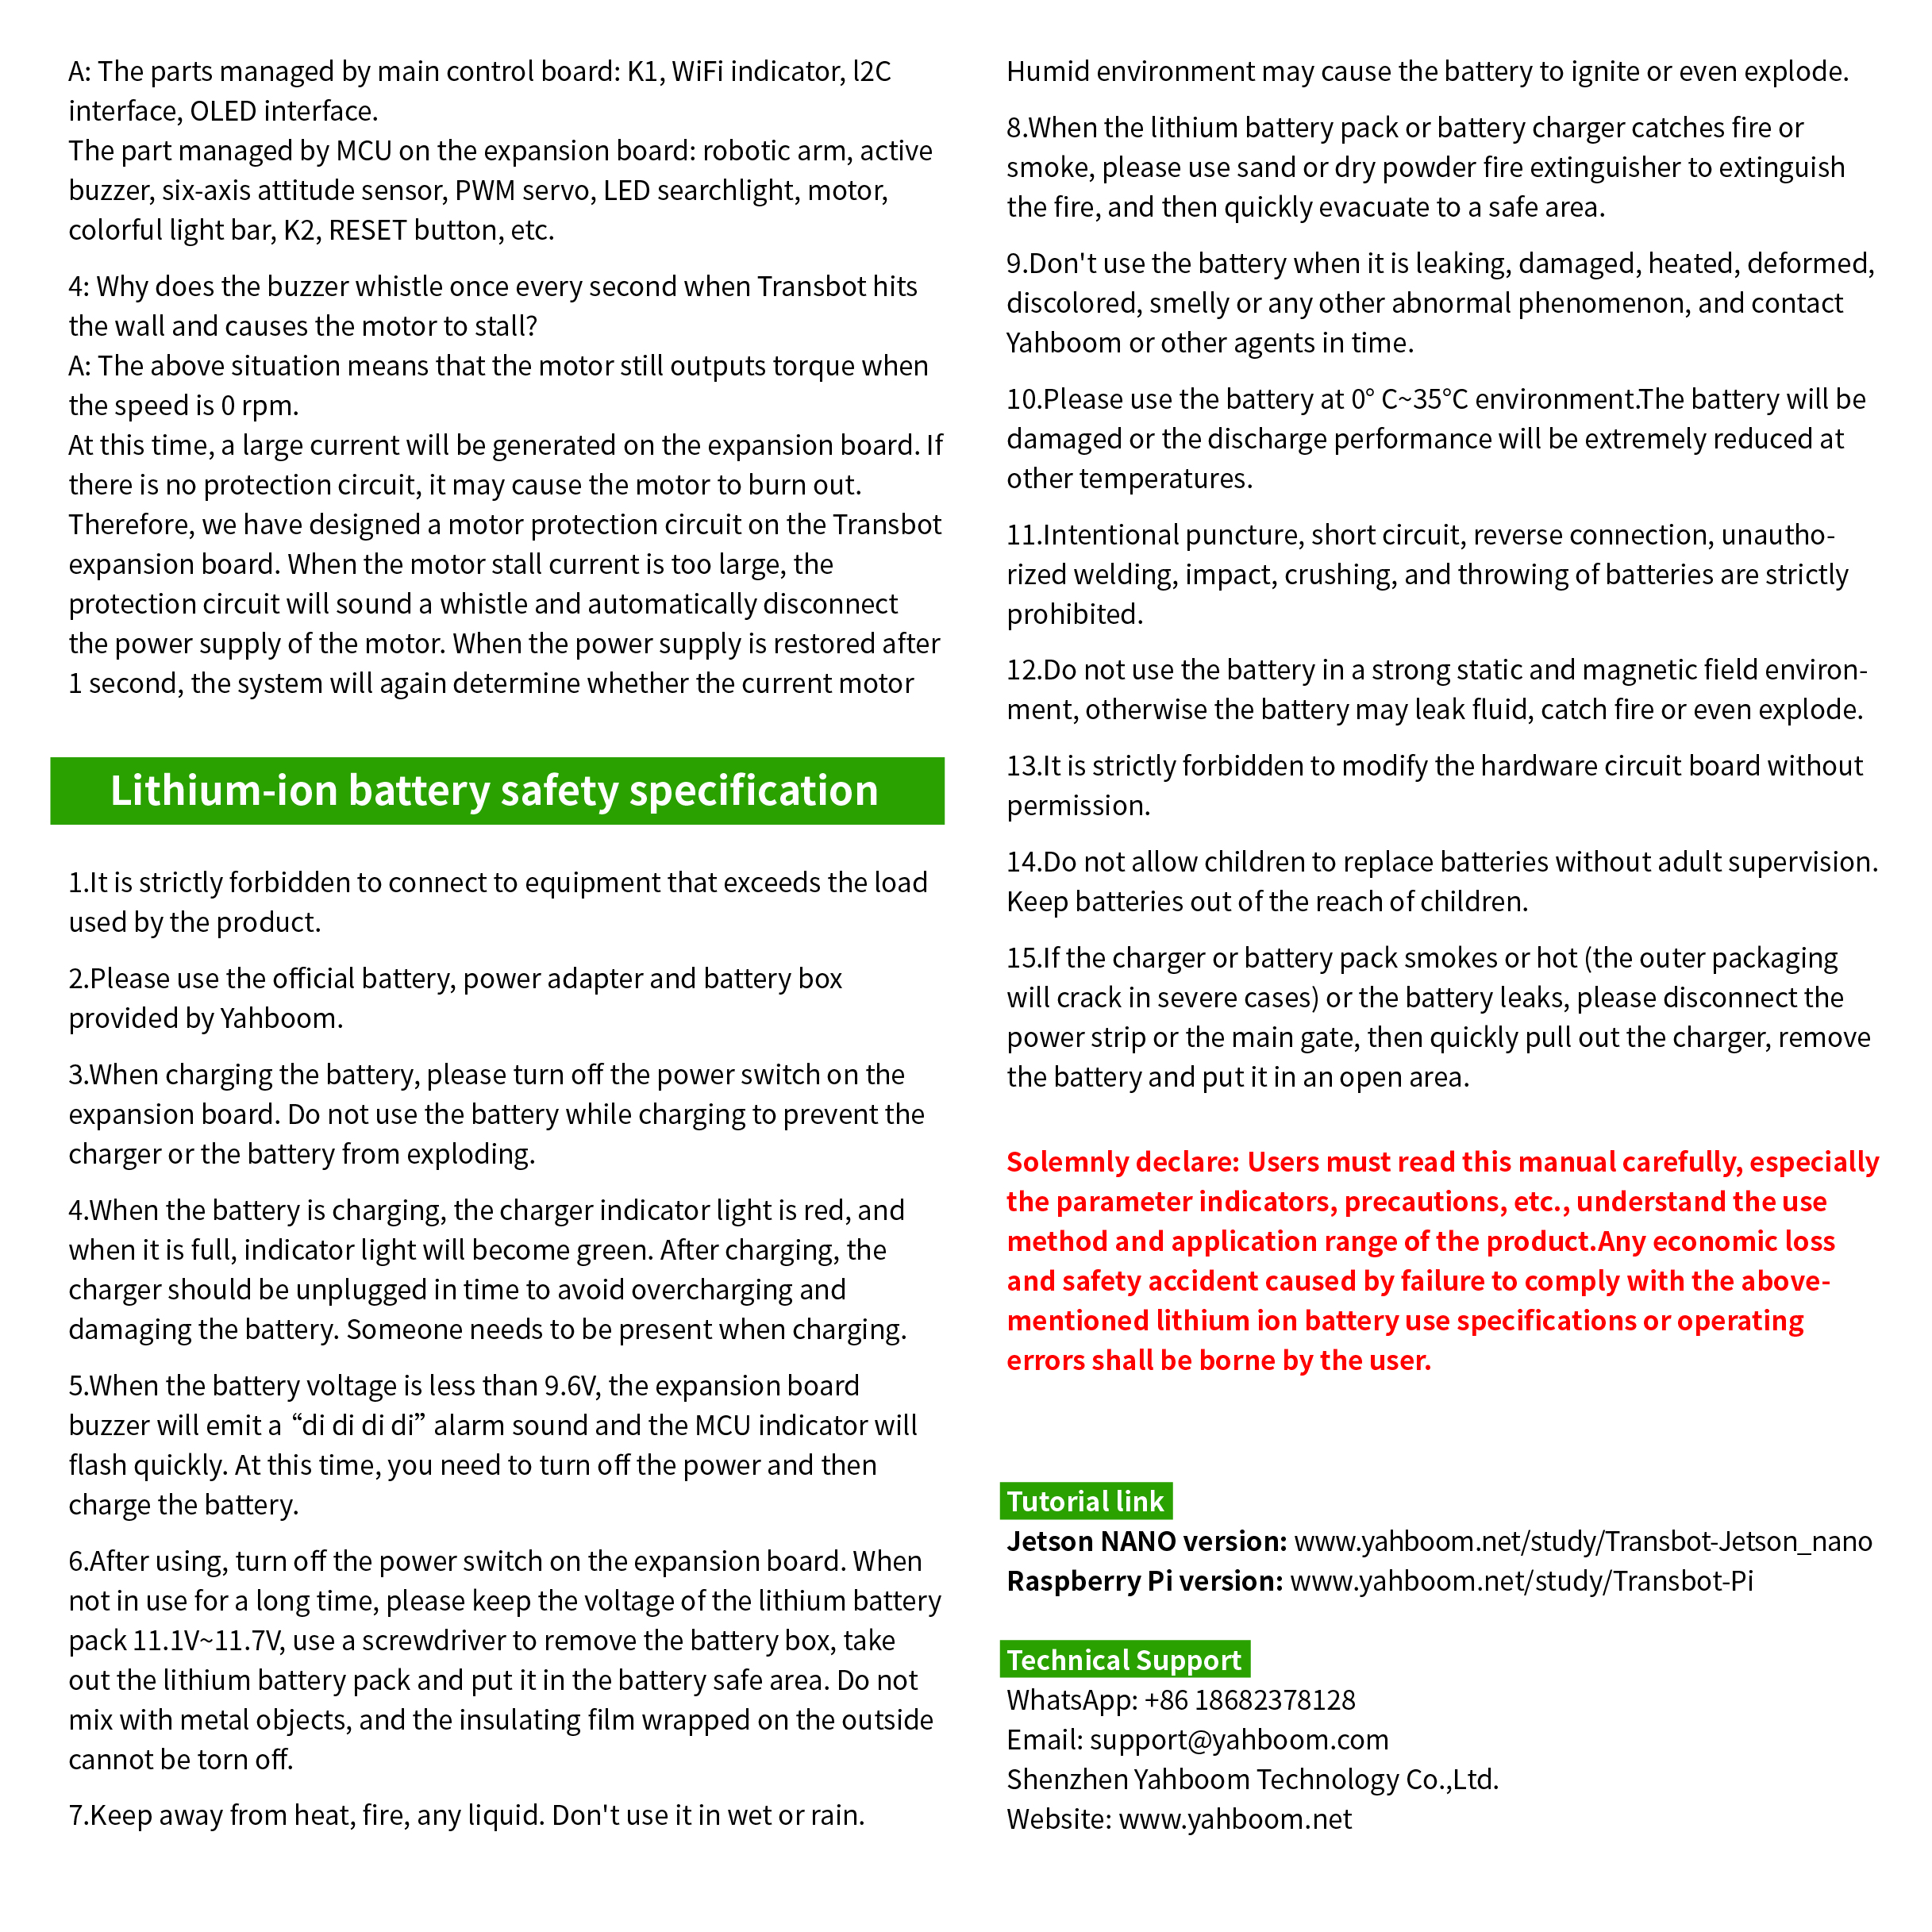 A: The parts managed by main control board: K1, WiFi indicator, l2C
interface, OLED interface.
The part managed by MCU on the expansion board: robotic arm, active
buzzer, six-axis attitude sensor, PWM servo, LED searchlight, motor,
colorful light bar, K2, RESET button, etc.
4: Why does the buzzer whistle once every second when Transbot hits
the wall and causes the motor to stall?
A: The above situation means that the motor still outputs torque when
the speed is 0 rpm.
At this time, a large current will be generated on the expansion board. If
there is no protection circuit, it may cause the motor to burn out.
Therefore, we have designed a motor protection circuit on the Transbot
expansion board. When the motor stall current is too large, the
protection circuit will sound a whistle and automatically disconnect
the power supply of the motor. When the power supply is restored after
1 second, the system will again determine whether the current motor
Lithium-ion battery safety specification
1.It is strictly forbidden to connect to equipment that exceeds the load
used by the product.
2.Please use the official battery, power adapter and battery box
provided by Yahboom.
3.When charging the battery, please turn off the power switch on the
expansion board. Do not use the battery while charging to prevent the
charger or the battery from exploding.
4.When the battery is charging, the charger indicator light is red, and
when it is full, indicator light will become green. After charging, the
charger should be unplugged in time to avoid overcharging and
damaging the battery. Someone needs to be present when charging.
5.When the battery voltage is less than 9.6V, the expansion board
buzzer will emit a “di di di di” alarm sound and the MCU indicator will
flash quickly. At this time, you need to turn off the power and then
charge the battery.
6.After using, turn off the power switch on the expansion board. When
not in use for a long time, please keep the voltage of the lithium battery
pack 11.1V~11.7V, use a screwdriver to remove the battery box, take
out the lithium battery pack and put it in the battery safe area. Do not
mix with metal objects, and the insulating film wrapped on the outside
cannot be torn off.
7.Keep away from heat, fire, any liquid. Don't use it in wet or rain.
Humid environment may cause the battery to ignite or even explode.
8.When the lithium battery pack or battery charger catches fire or
smoke, please use sand or dry powder fire extinguisher to extinguish
the fire, and then quickly evacuate to a safe area.
9.Don't use the battery when it is leaking, damaged, heated, deformed,
discolored, smelly or any other abnormal phenomenon, and contact
Yahboom or other agents in time.
10.Please use the battery at 0° C~35°C environment.The battery will be
damaged or the discharge performance will be extremely reduced at
other temperatures.
11.Intentional puncture, short circuit, reverse connection, unautho-
rized welding, impact, crushing, and throwing of batteries are strictly
prohibited.
12.Do not use the battery in a strong static and magnetic field environ-
ment, otherwise the battery may leak fluid, catch fire or even explode.
13.It is strictly forbidden to modify the hardware circuit board without
permission.
14.Do not allow children to replace batteries without adult supervision.
Keep batteries out of the reach of children.
15.If the charger or battery pack smokes or hot (the outer packaging
will crack in severe cases) or the battery leaks, please disconnect the
power strip or the main gate, then quickly pull out the charger, remove
the battery and put it in an open area.
Solemnly declare: Users must read this manual carefully, especially
the parameter indicators, precautions, etc., understand the use
method and application range of the product.Any economic loss
and safety accident caused by failure to comply with the above-
mentioned lithium ion battery use specifications or operating
errors shall be borne by the user.
Tutorial link
Jetson NANO version: www.yahboom.net/study/Transbot-Jetson_nano
Raspberry Pi version: www.yahboom.net/study/Transbot-Pi
Technical Support
WhatsApp: +86 18682378128
Email: support@yahboom.com
Shenzhen Yahboom Technology Co.,Ltd.
Website: www.yahboom.net